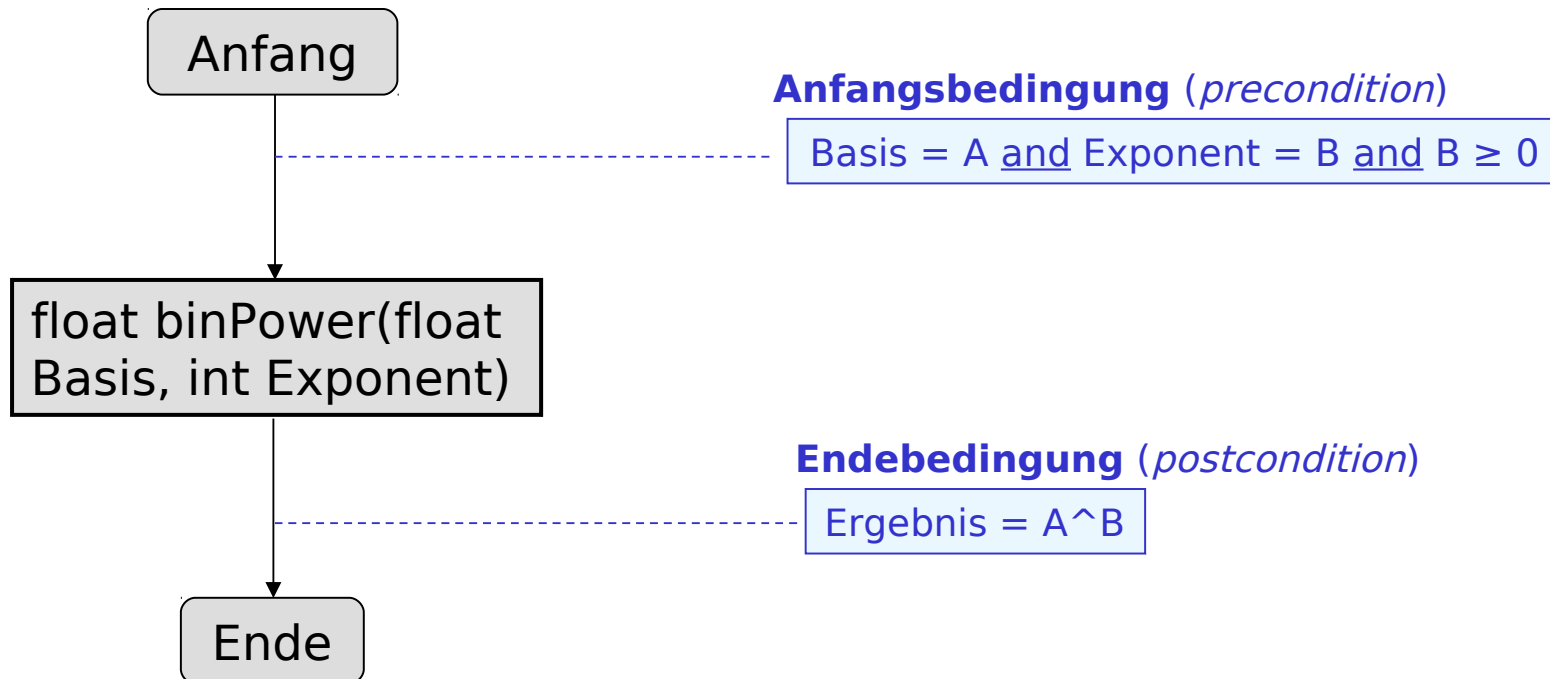 Anfang
Anfangsbedingung (precondition)
Basis = A and Exponent = B and B ≥ 0
float binPower(float
Basis, int Exponent)
Endebedingung (postcondition)
Ergebnis = A^B
Ende